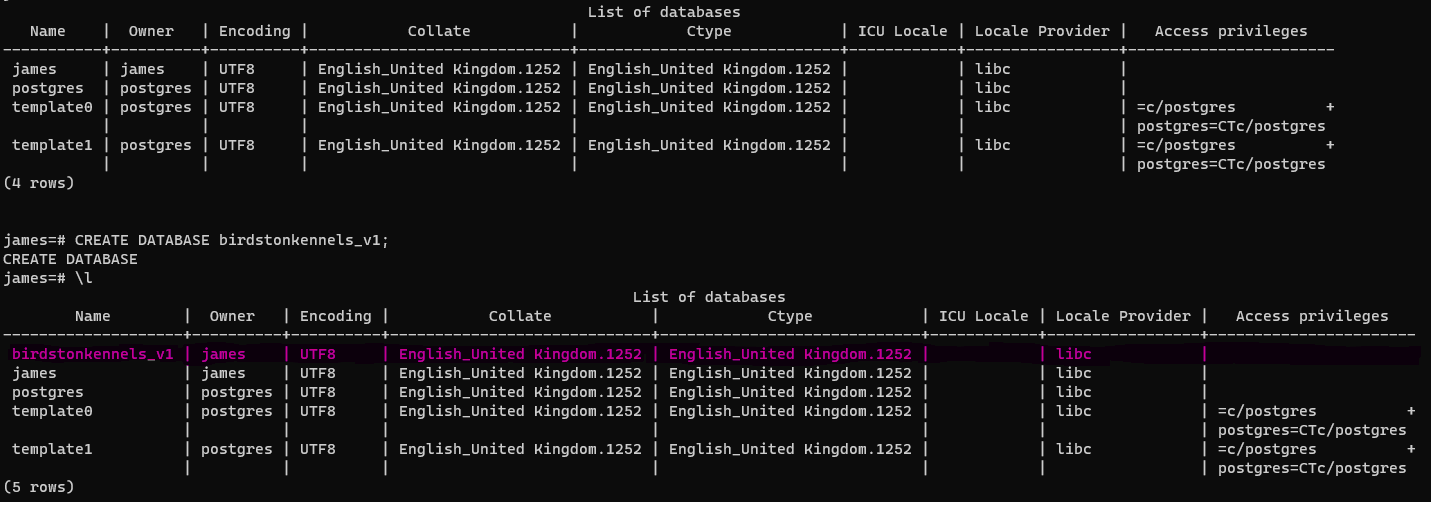 List of databases
   Name    |  Owner   | Encoding |           Collate           |            Ctype            | ICU Locale | Locale Provider |   Access privileges
-----------+----------+----------+-----------------------------+-----------------------------+------------+-----------------+-----------------------
 james     | james    | UTF8     | English_United Kingdom.1252 | English_United Kingdom.1252 |            | libc            |
 postgres  | postgres | UTF8     | English_United Kingdom.1252 | English_United Kingdom.1252 |            | libc            |
 template0 | postgres | UTF8     | English_United Kingdom.1252 | English_United Kingdom.1252 |            | libc            | =c/postgres          +
           |          |          |                             |                             |            |                 | postgres=CTc/postgres
 template1 | postgres | UTF8     | English_United Kingdom.1252 | English_United Kingdom.1252 |            | libc            | =c/postgres          +
           |          |          |                             |                             |            |                 | postgres=CTc/postgres
(4 rows)
james=# CREATE DATABASE birdstonkennels_v1;
CREATE DATABASE
james=# \l
List of databases
        Name        |  Owner   | Encoding |           Collate           |            Ctype            | ICU Locale | Locale Provider |   Access privileges
--------------------+----------+----------+-----------------------------+-----------------------------+------------+-----------------+-----------------------
 birdstonkennels_v1 | james    | UTF8     | English_United Kingdom.1252 | English_United Kingdom.1252 |            | libc            |
 james              | james    | UTF8     | English_United Kingdom.1252 | English_United Kingdom.1252 |            | libc            |
 postgres           | postgres | UTF8     | English_United Kingdom.1252 | English_United Kingdom.1252 |            | libc            |
 template0          | postgres | UTF8     | English_United Kingdom.1252 | English_United Kingdom.1252 |            | libc            | =c/postgres          +
                    |          |          |                             |                             |            |                 | postgres=CTc/postgres
 template1          | postgres | UTF8     | English_United Kingdom.1252 | English_United Kingdom.1252 |            | libc            | =c/postgres          +
                    |          |          |                             |                             |            |                 | postgres=CTc/postgres
(5 rows)